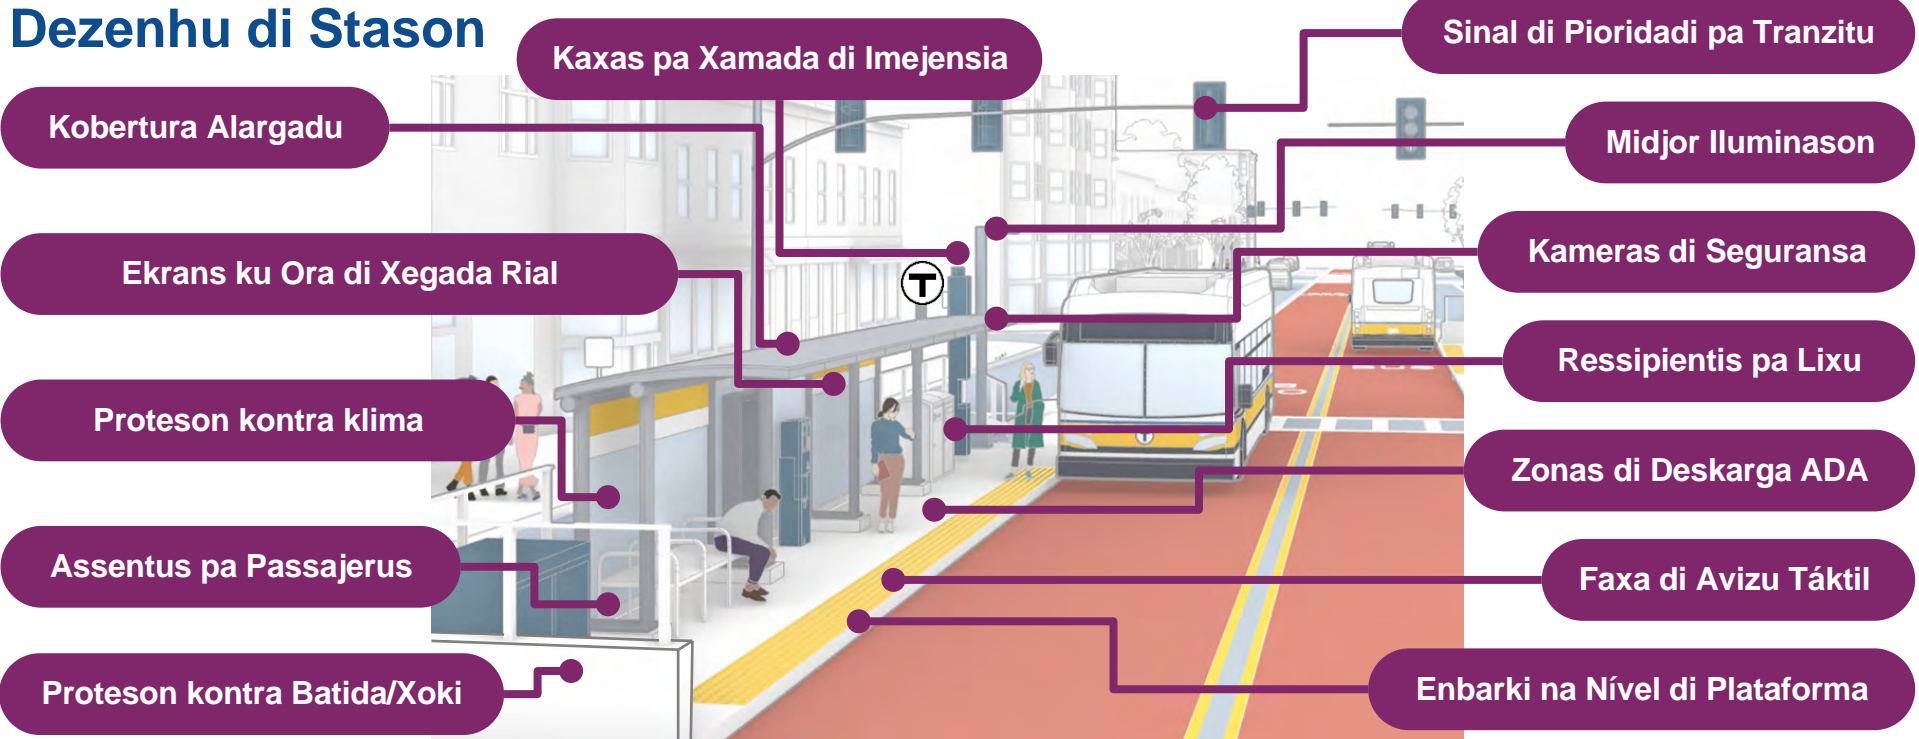 Dezenhu di Stason
Kaxas pa Xamada di Imejensia
Sinal di Pioridadi pa Tranzitu
Kobertura Alargadu
Midjor Iluminason
Ekrans ku Ora di Xegada Rial
Kameras di Seguransa
T
Proteson kontra klima
Ressipientis pa Lixu
T
Zonas di Deskarga ADA
Assentus pa Passajerus
Faxa di Avizu Táktil
Proteson kontra Batida/Xoki
Enbarki na Nível di Plataforma